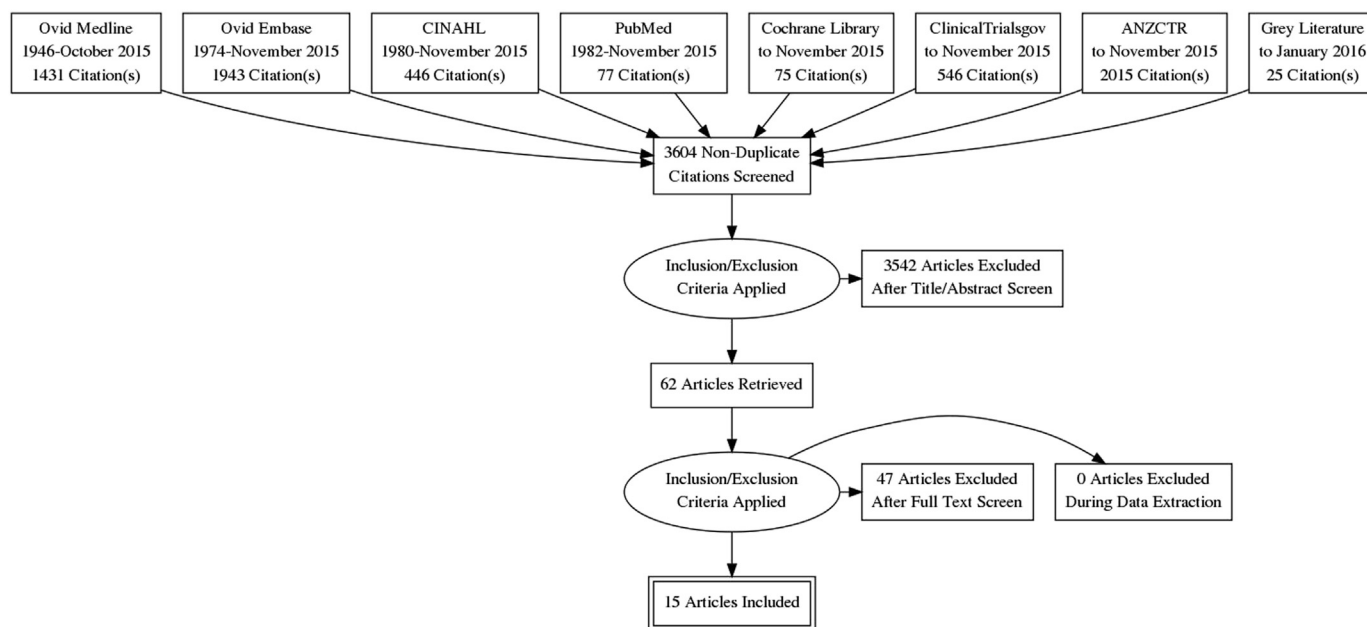 Ovid Medline
1946-October 2015
1431 Citation(s)
Ovid Embase
1974-November 2015
1943 Citation(s)
CINAHL
1980-November 2015
446 Citation(s)
PubMed
1982-November 2015
77 Citation(s)
Cochrane Library
to November 2015
75 Citation(s)
ClinicalTrialsgov
to November 2015
546 Citation(s)
ANZCTR
to November 2015
2015 Citation(s)
Grey Literature
to January 2016
25 Citation(s)
3604 Non-Duplicate
Citations Screened
Inclusion/Exclusion
Criteria Applied
3542 Articles Excluded
After Title/Abstract Screen
62 Articles Retrieved
Inclusion/Exclusion
Criteria Applied
47 Articles Excluded
After Full Text Screen
0 Articles Excluded
During Data Extraction
15 Articles Included